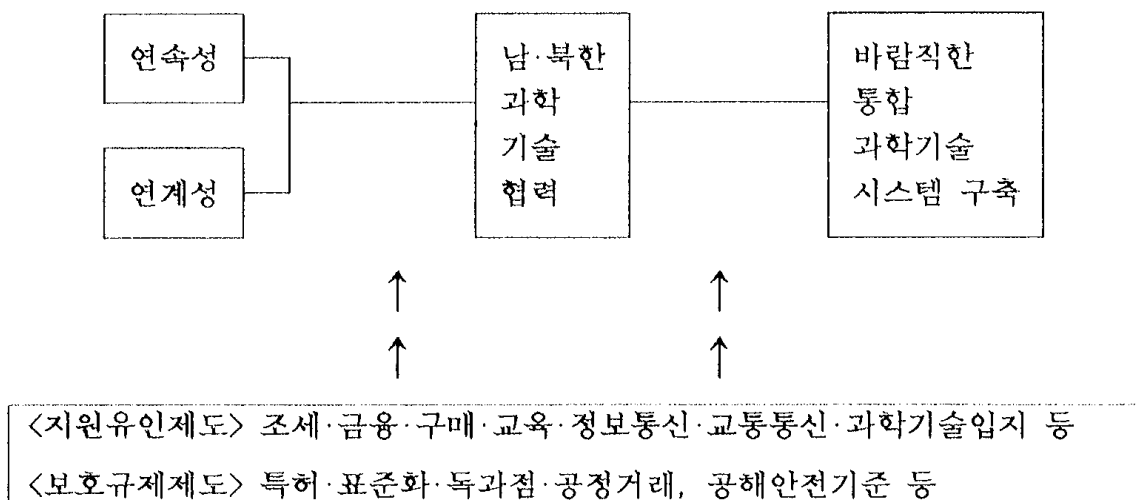 연속성
연계성
남·북한
과학
기술
협력
바람직한
통합
과학기술
시스템 구축
<지원유인제도> 조세·금융·구매·교육·정보통신·교통통신·과학기술입지 등
<보호규제제도> 특허·표준화·독과점·공정거래, 공해안전기준 등